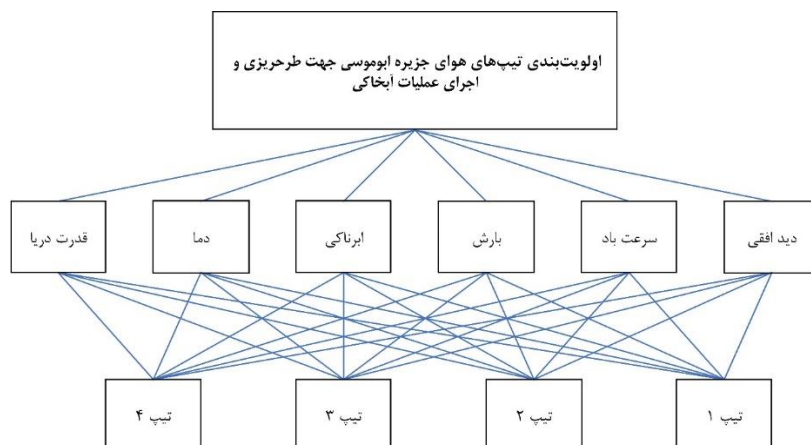 اولویت‌بندی تیپ‌های هوای جزیره ابوموسی جهت طرحریزی و
اجرای عملیات آبخاکی
دید افقی
سرعت باد
بارش
ابرناکی
دما
قدرت دریا
تیپ ۱
تیپ ۲
تیپ ۳
تیپ ۴